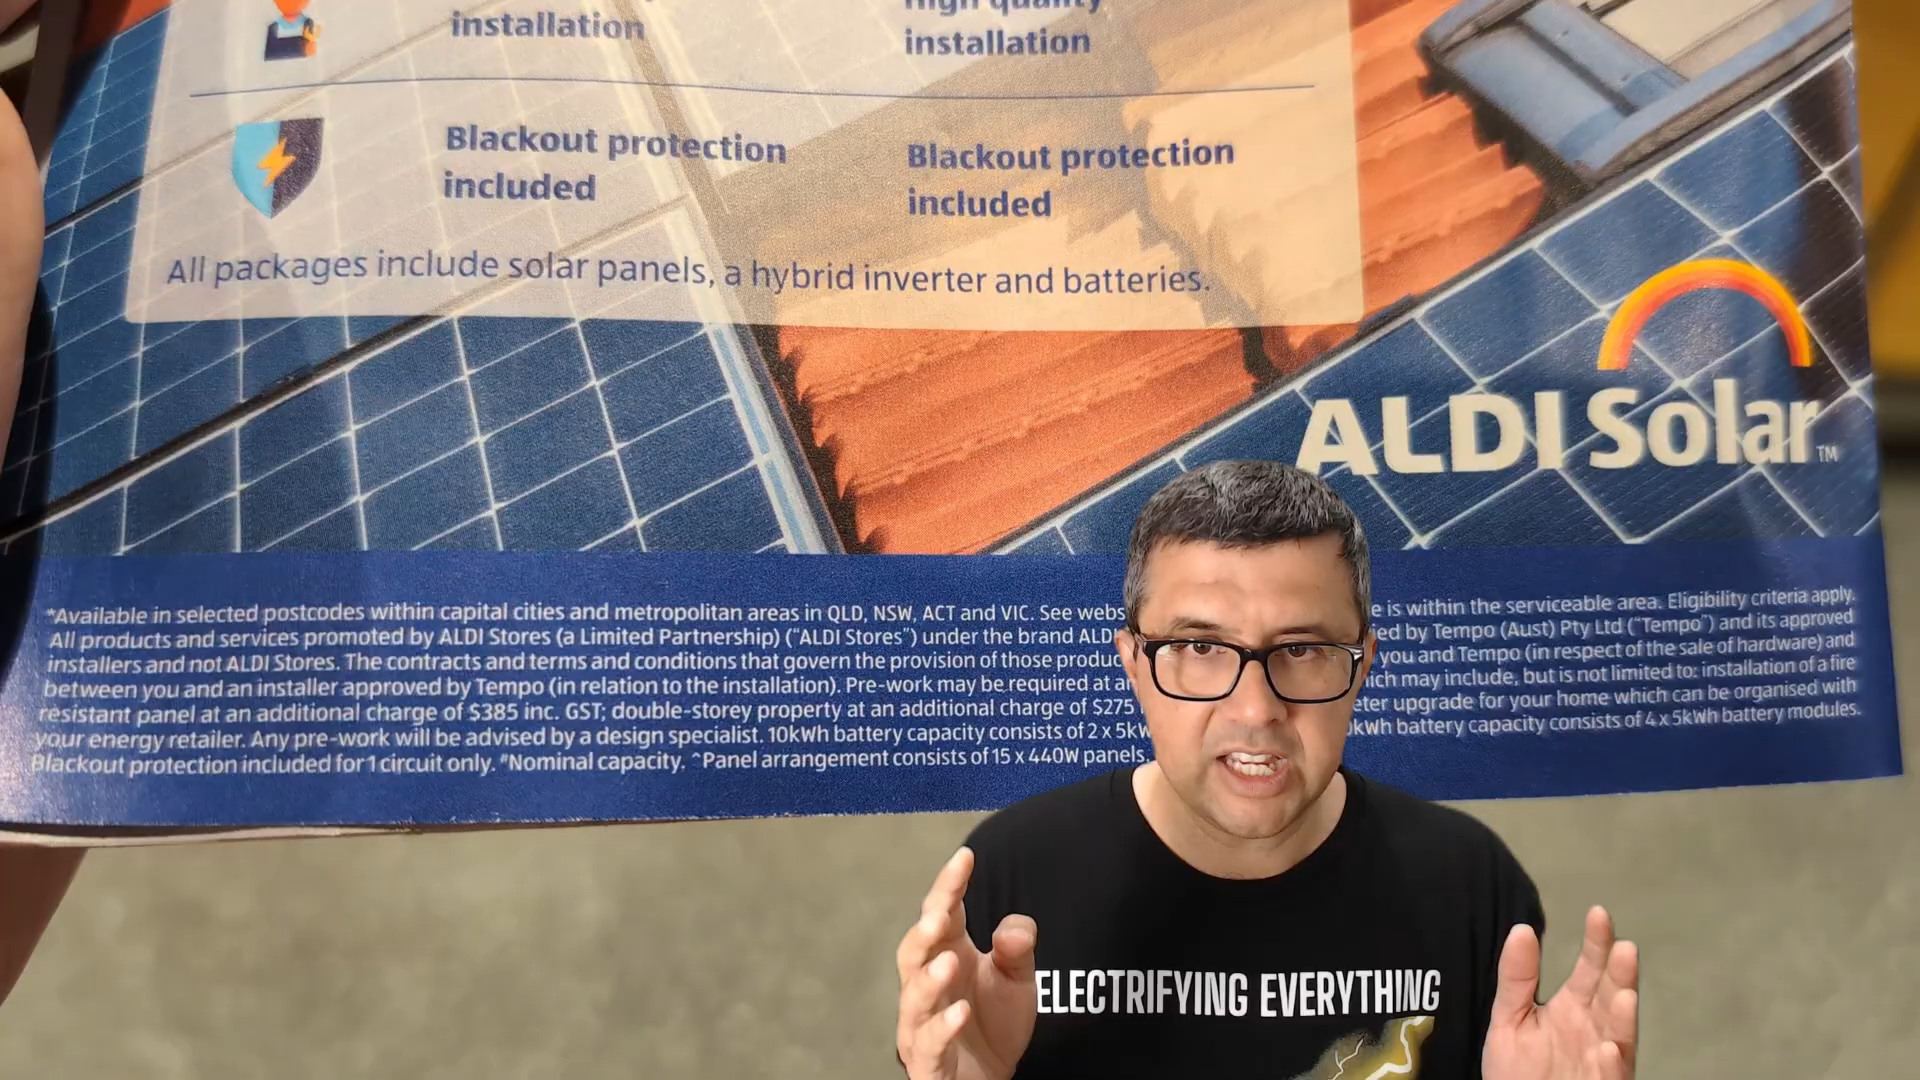 installation
High quality
installation
Blackout protection
included
Blackout protection
included
All packages include solar panels, a hybrid inverter and batteries.
ALDI Solar™
*Available in selected postcodes within capital cities and metropolitan areas in QLD, NSW, ACT and VIC. See is within the serviceable area. Eligibility criteria apply.
All products and services promoted by ALDI Stores (a Limited Partnership) ("ALDI Stores") under the brand by Tempo (Aust) Pty Ltd ("Tempo") and its approved
installers and not ALDI Stores. The contracts and terms and conditions that govern the provision of those you and Tempo (in respect of the sale of hardware) and
between you and an installer approved by Tempo (in relation to the installation). Pre-work may be required at may include, but is not limited to: installation of a fire
resistant panel at an additional charge of $385 inc. GST; double-storey property at an additional charge of $275 upgrade for your home which can be organised with
your energy retailer. Any pre-work will be advised by a design specialist. 10kWh battery capacity consists of 2 x battery capacity consists of 4 x 5kWh battery modules.
Blackout protection included for 1 circuit only. #Nominal capacity. ^Panel arrangement consists of 15 x 440W panels.
ELECTRIFYING EVERYTHING